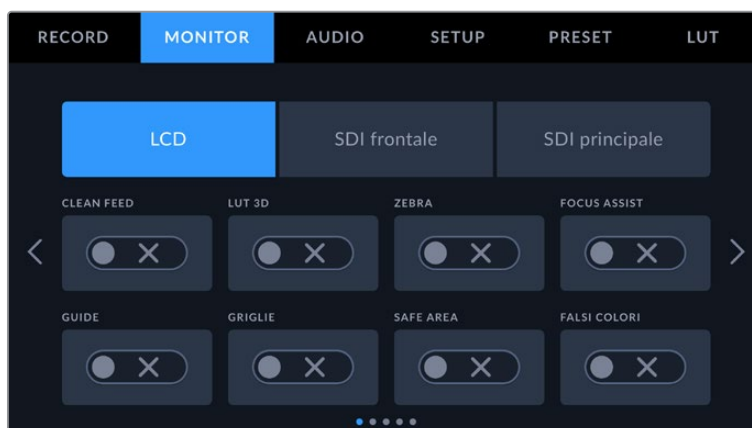 RECORD MONITOR AUDIO SETUP PRESET LUT
LCD SDI frontale SDI principale
CLEAN FEED LUT 3D ZEBRA FOCUS ASSIST
GUIDE GRIGLIE SAFE AREA FALSI COLORI